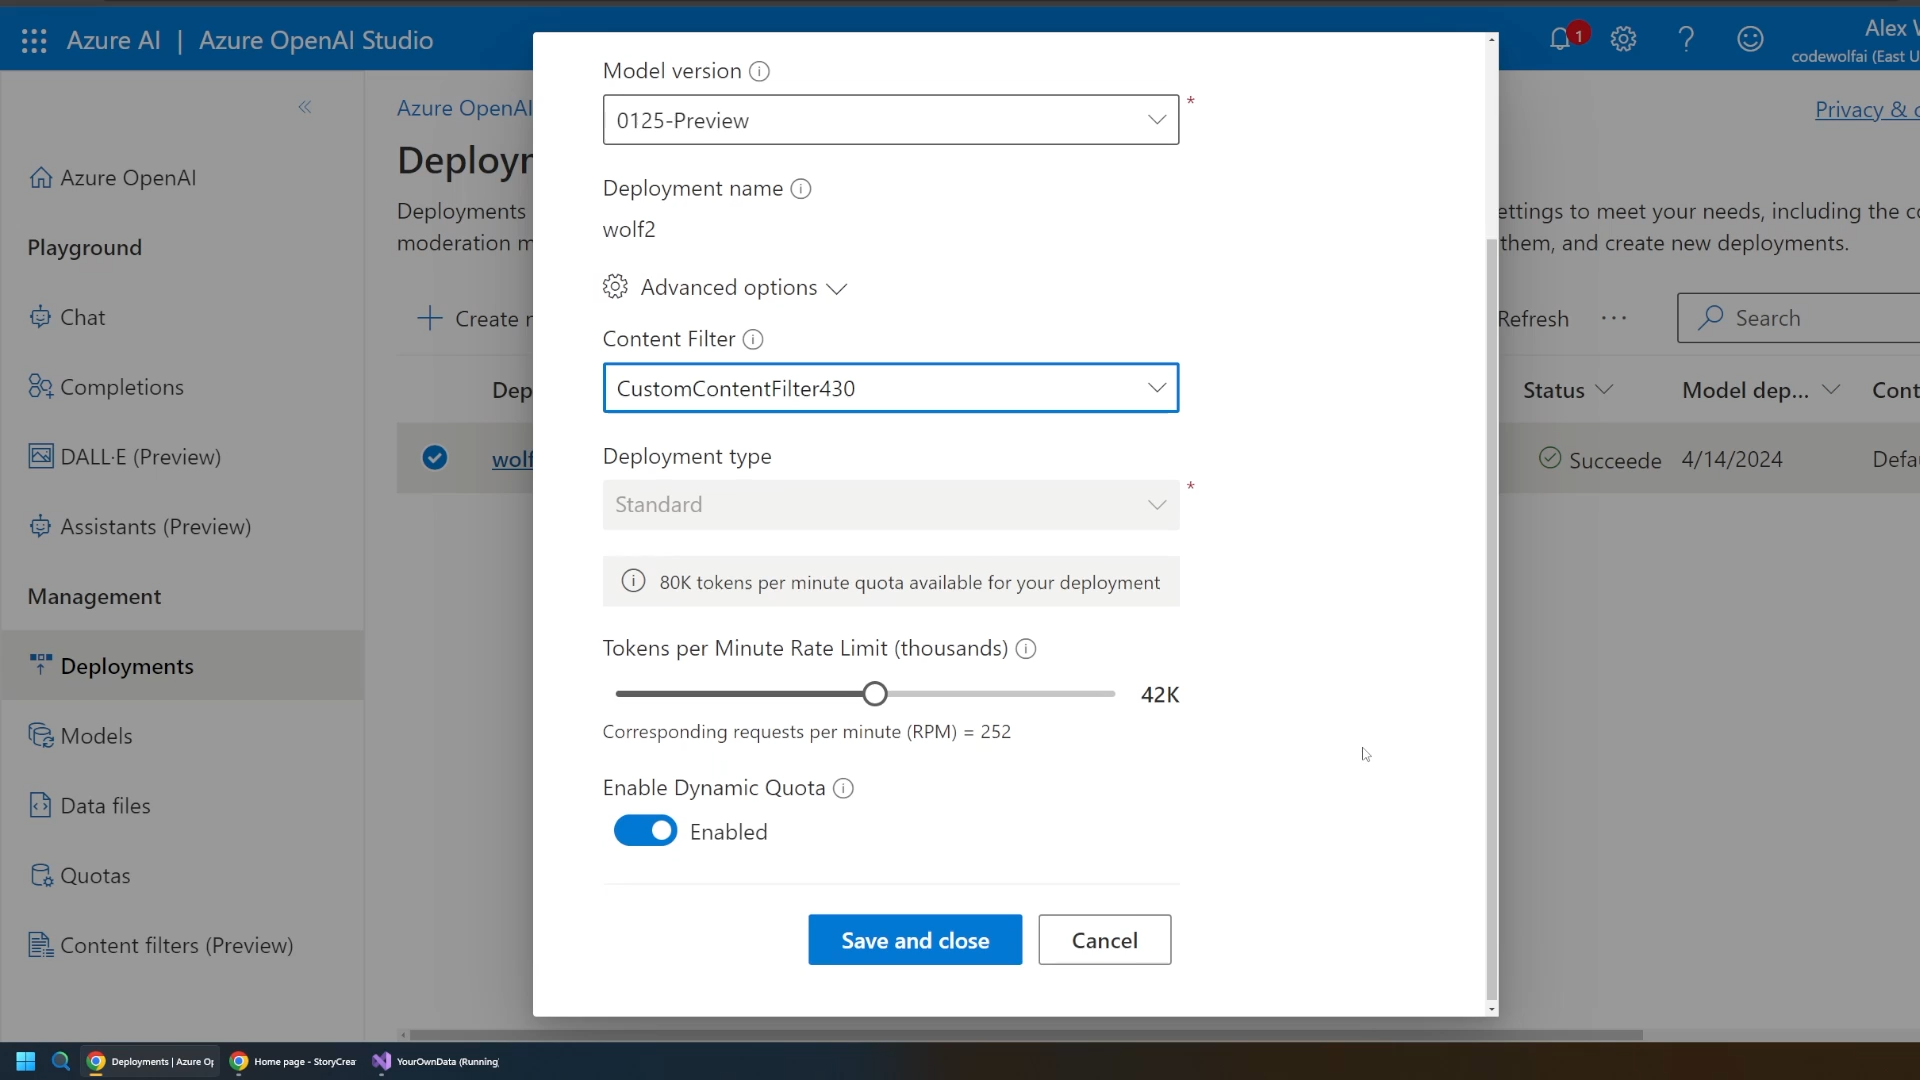 Azure AI | Azure OpenAI Studio
1
Alex
codewolfai (East U
Azure OpenAI
Playground
Chat
Completions
DALL·E (Preview)
Assistants (Preview)
Management
Deployments
Models
Data files
Quotas
Content filters (Preview)
Azure OpenAI
Privacy &
Deployments
moderation
ettings to meet your needs, including the
them, and create new deployments.
Create
Refresh
Search
Status
Model dep...
Succeede
4/14/2024
Model version
0125-Preview
*
Deployment name
wolf2
Advanced options
Content Filter
CustomContentFilter430
Deployment type
Standard
*
80K tokens per minute quota available for your deployment
Tokens per Minute Rate Limit (thousands)
42K
Corresponding requests per minute (RPM) = 252
Enable Dynamic Quota
Enabled
Save and close
Cancel
Deployments | Azure Op
Home page - StoryCrea
YourOwnData (Running)